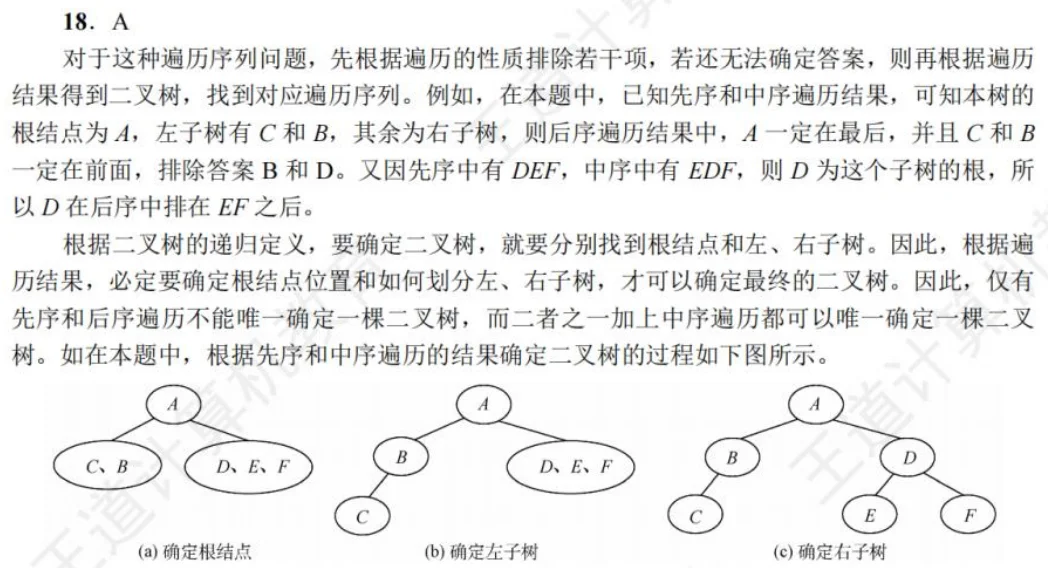 18．A
对于这种遍历序列问题，先根据遍历的性质排除若干项，若还无法确定答案，则再根据遍历
结果得到二叉树，找到对应遍历序列。例如，在本题中，已知先序和中序遍历结果，可知本树的
根结点为 A，左子树有 C 和 B，其余为右子树，则后序遍历结果中，A 一定在最后，并且 C 和 B
一定在前面，排除答案 B 和 D。又因先序中有 DEF，中序中有 EDF，则 D 为这个子树的根，所
以 D 在后序中排在 EF 之后。
根据二叉树的递归定义，要确定二叉树，就要分别找到根结点和左、右子树。因此，根据遍
历结果，必定要确定根结点位置和如何划分左、右子树，才可以确定最终的二叉树。因此，仅有
先序和后序遍历不能唯一确定一棵二叉树，而二者之一加上中序遍历都可以唯一确定一棵二叉
树。如在本题中，根据先序和中序遍历的结果确定二叉树的过程如下图所示。
A
C、B
D、E、F
(a) 确定根结点
A
B
D、E、F
C
(b) 确定左子树
A
B
D
C
E
F
(c) 确定右子树
王道计算机教育
王道计算机教育